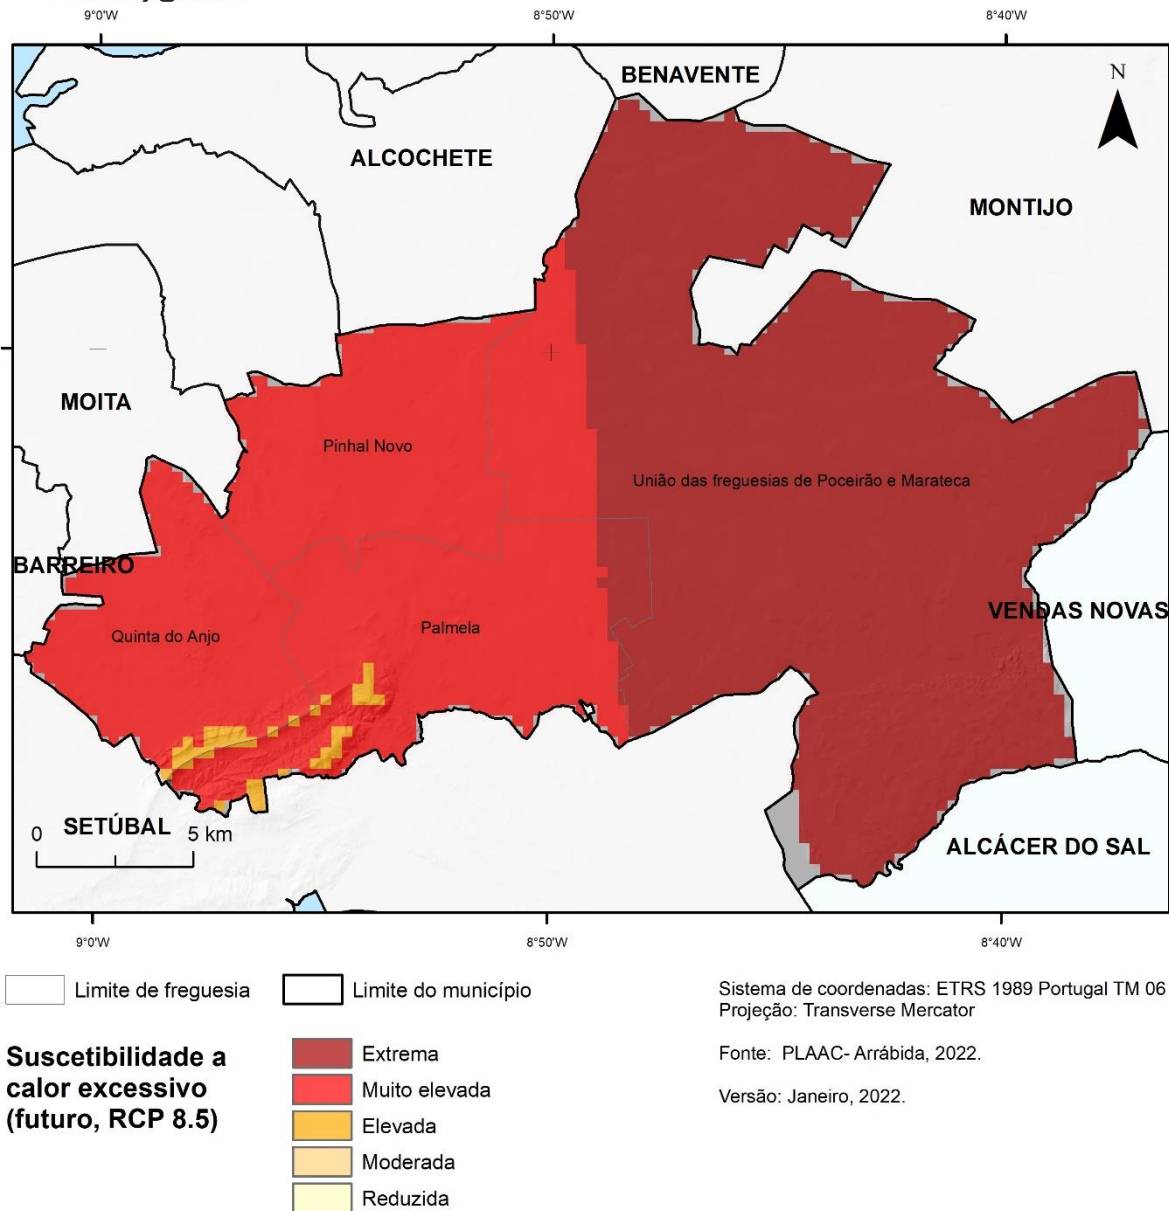 9°0'W
8°50'W
8°40'W
BENAVENTE
N
ALCOCHETE
MONTIJO
MOITA
Pinhal Novo
União das freguesias de Poceirão e Marateca
BARREIRO
VENDAS NOVAS
Quinta do Anjo
Palmela
0
SETÚBAL
5 km
ALCÁCER DO SAL
9°0'W
8°50'W
8°40'W
Limite de freguesia
Limite do município
Sistema de coordenadas: ETRS 1989 Portugal TM 06
Projeção: Transverse Mercator
Fonte: PLAAC- Arrábida, 2022.
Versão: Janeiro, 2022.
Suscetibilidade a
calor excessivo
(futuro, RCP 8.5)
Extrema
Muito elevada
Elevada
Moderada
Reduzida